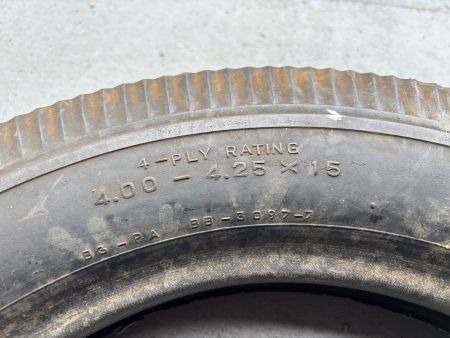 4-PLY RATING
4.00 - 4.25 × 15
BB-PA BB-5097-7